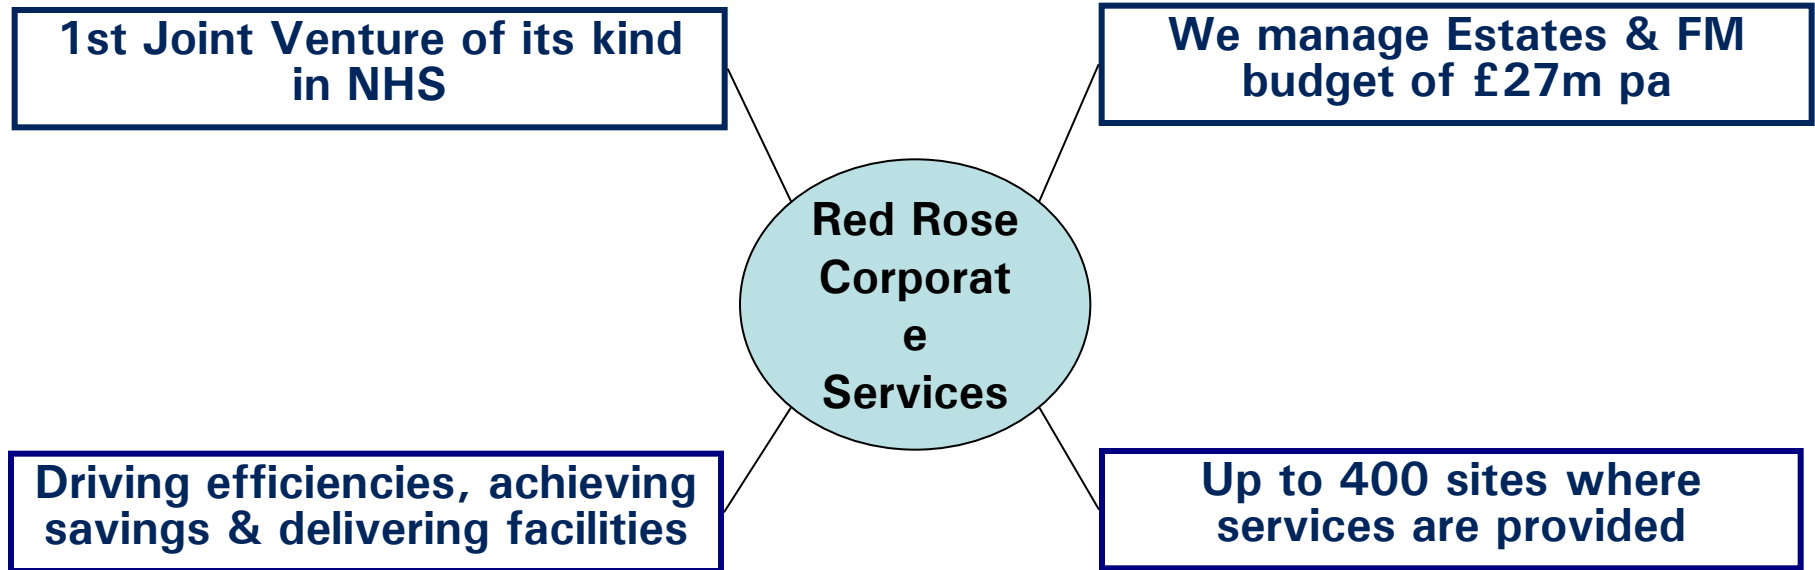 1st Joint Venture of its kind
in NHS
We manage Estates & FM
budget of £27m pa
Red Rose
Corporat
e
Services
Driving efficiencies, achieving
savings & delivering facilities
Up to 400 sites where
services are provided